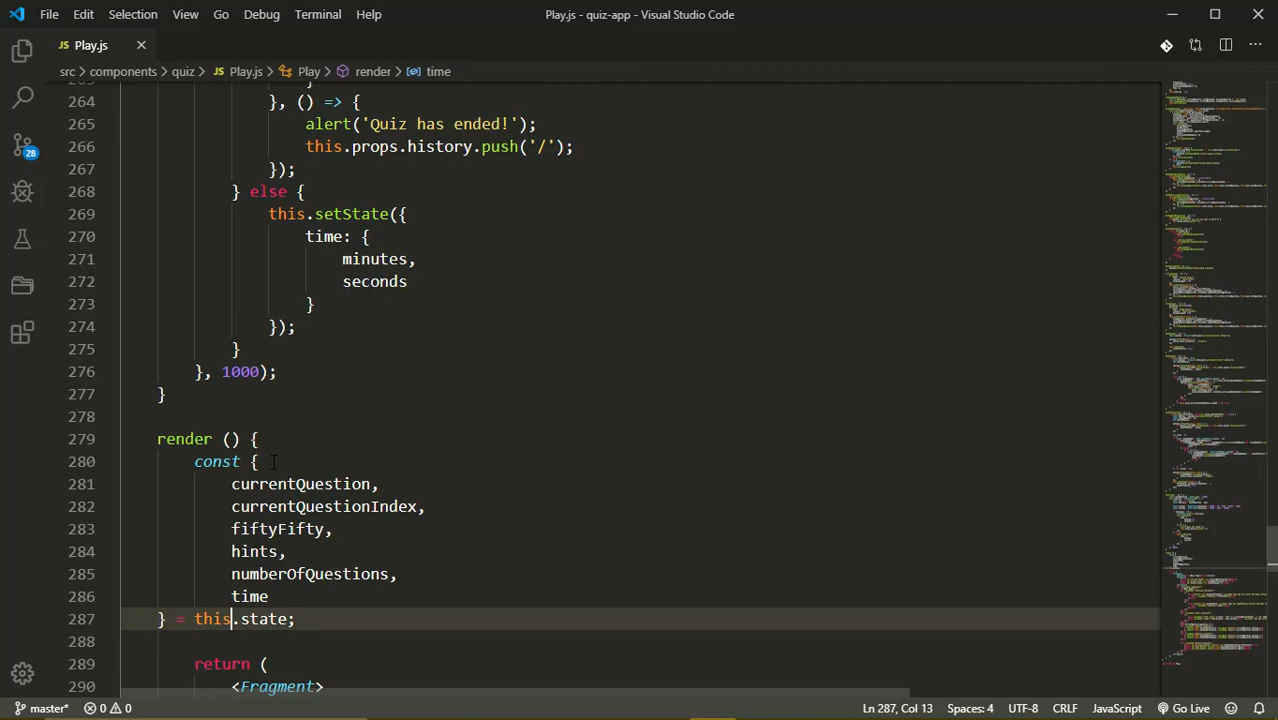 File Edit Selection View Go Debug Terminal Help Play.js - quiz-app - Visual Studio Code
JS Play.js
src components quiz JS Play.js Play render time
264 }, () => {
265 alert('Quiz has ended!');
266 this.props.history.push('/');
267 });
268 } else {
269 this.setState({
270 time: {
271 minutes,
272 seconds
273 }
274 });
275 }
276 }, 1000);
277 }
278
279 render () {
280 const {
281 currentQuestion,
282 currentQuestionIndex,
283 fiftyFifty,
284 hints,
285 numberOfQuestions,
286 time
287 } = this.state;
288
289 return (
290 <Fragment>
28
master* 0 0 Ln 287, Col 13 Spaces: 4 UTF-8 CRLF JavaScript Go Live